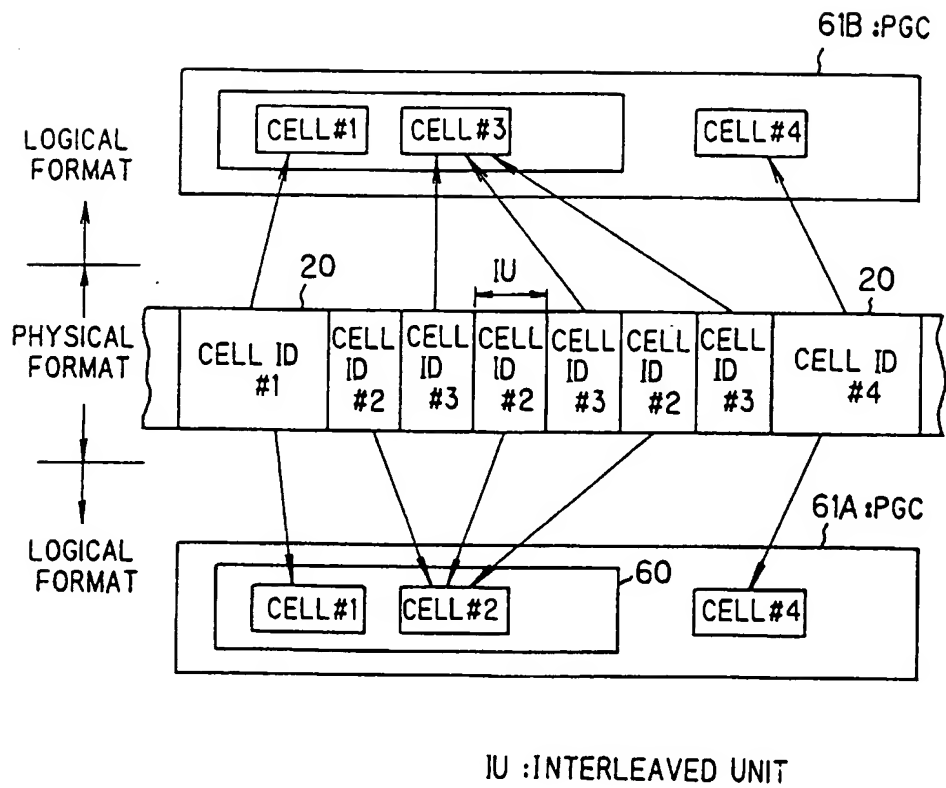 61B :PGC
LOGICAL
FORMAT
CELL#1
CELL#3
CELL#4
20
IU
20
PHYSICAL
FORMAT
CELL ID
#1
CELL
ID
#2
CELL
ID
#3
CELL
ID
#2
CELL
ID
#3
CELL
ID
#2
CELL
ID
#3
CELL ID
#4
LOGICAL
FORMAT
61A :PGC
60
CELL#1
CELL#2
CELL#4
IU :INTERLEAVED UNIT